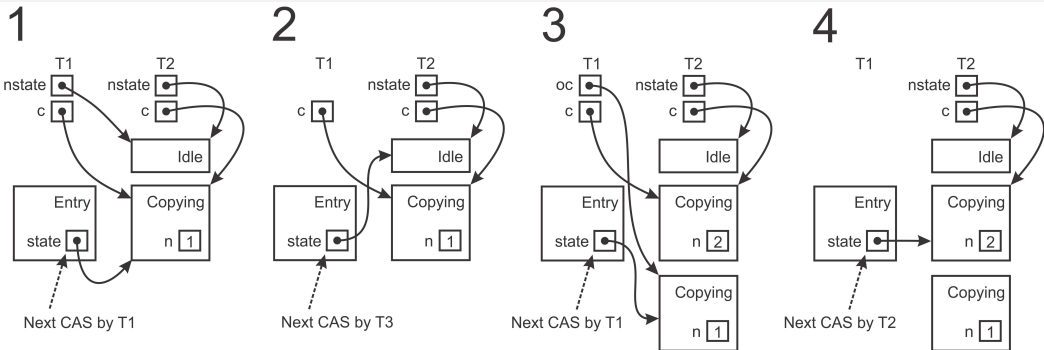 1 2 3 4
T1 T2 T1 T2 T1 T2 T1 T2
nstate nstate nstate oc nstate nstate
c c c c c c c
Idle Idle Idle Idle
Entry Copying Entry Copying Entry Copying Entry Copying
state n 1 state n 1 state n 2 state n 2
Copying Copying
Next CAS by T1 Next CAS by T3 Next CAS by T1 Next CAS by T2
n 1 n 1